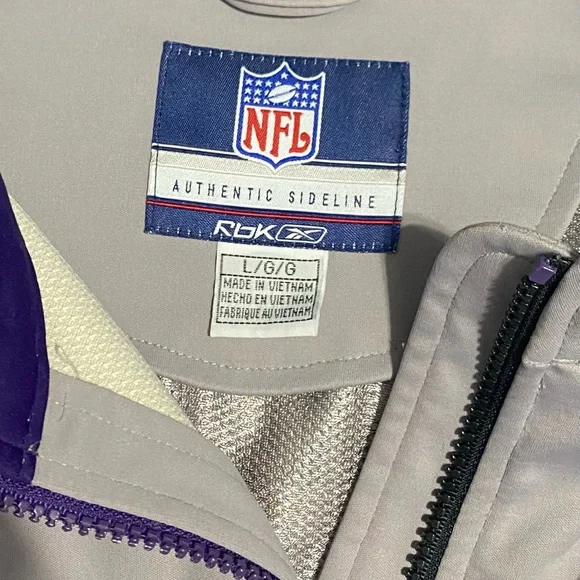 NFL
AUTHENTIC SIDELINE
RBK
L/G/G
MADE IN VIETNAM
HECHO EN VIETNAM
FABRIQUE AU VIETNAM